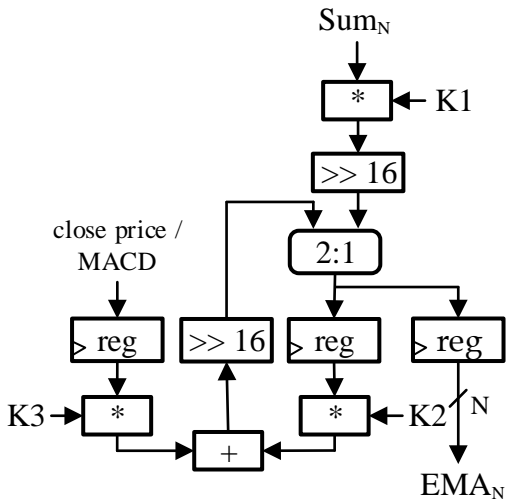 Sum_N
*
K1
>> 16
close price /
MACD
2:1
reg
>> 16
reg
reg
K3
*
*
K2
N
+
EMA_N